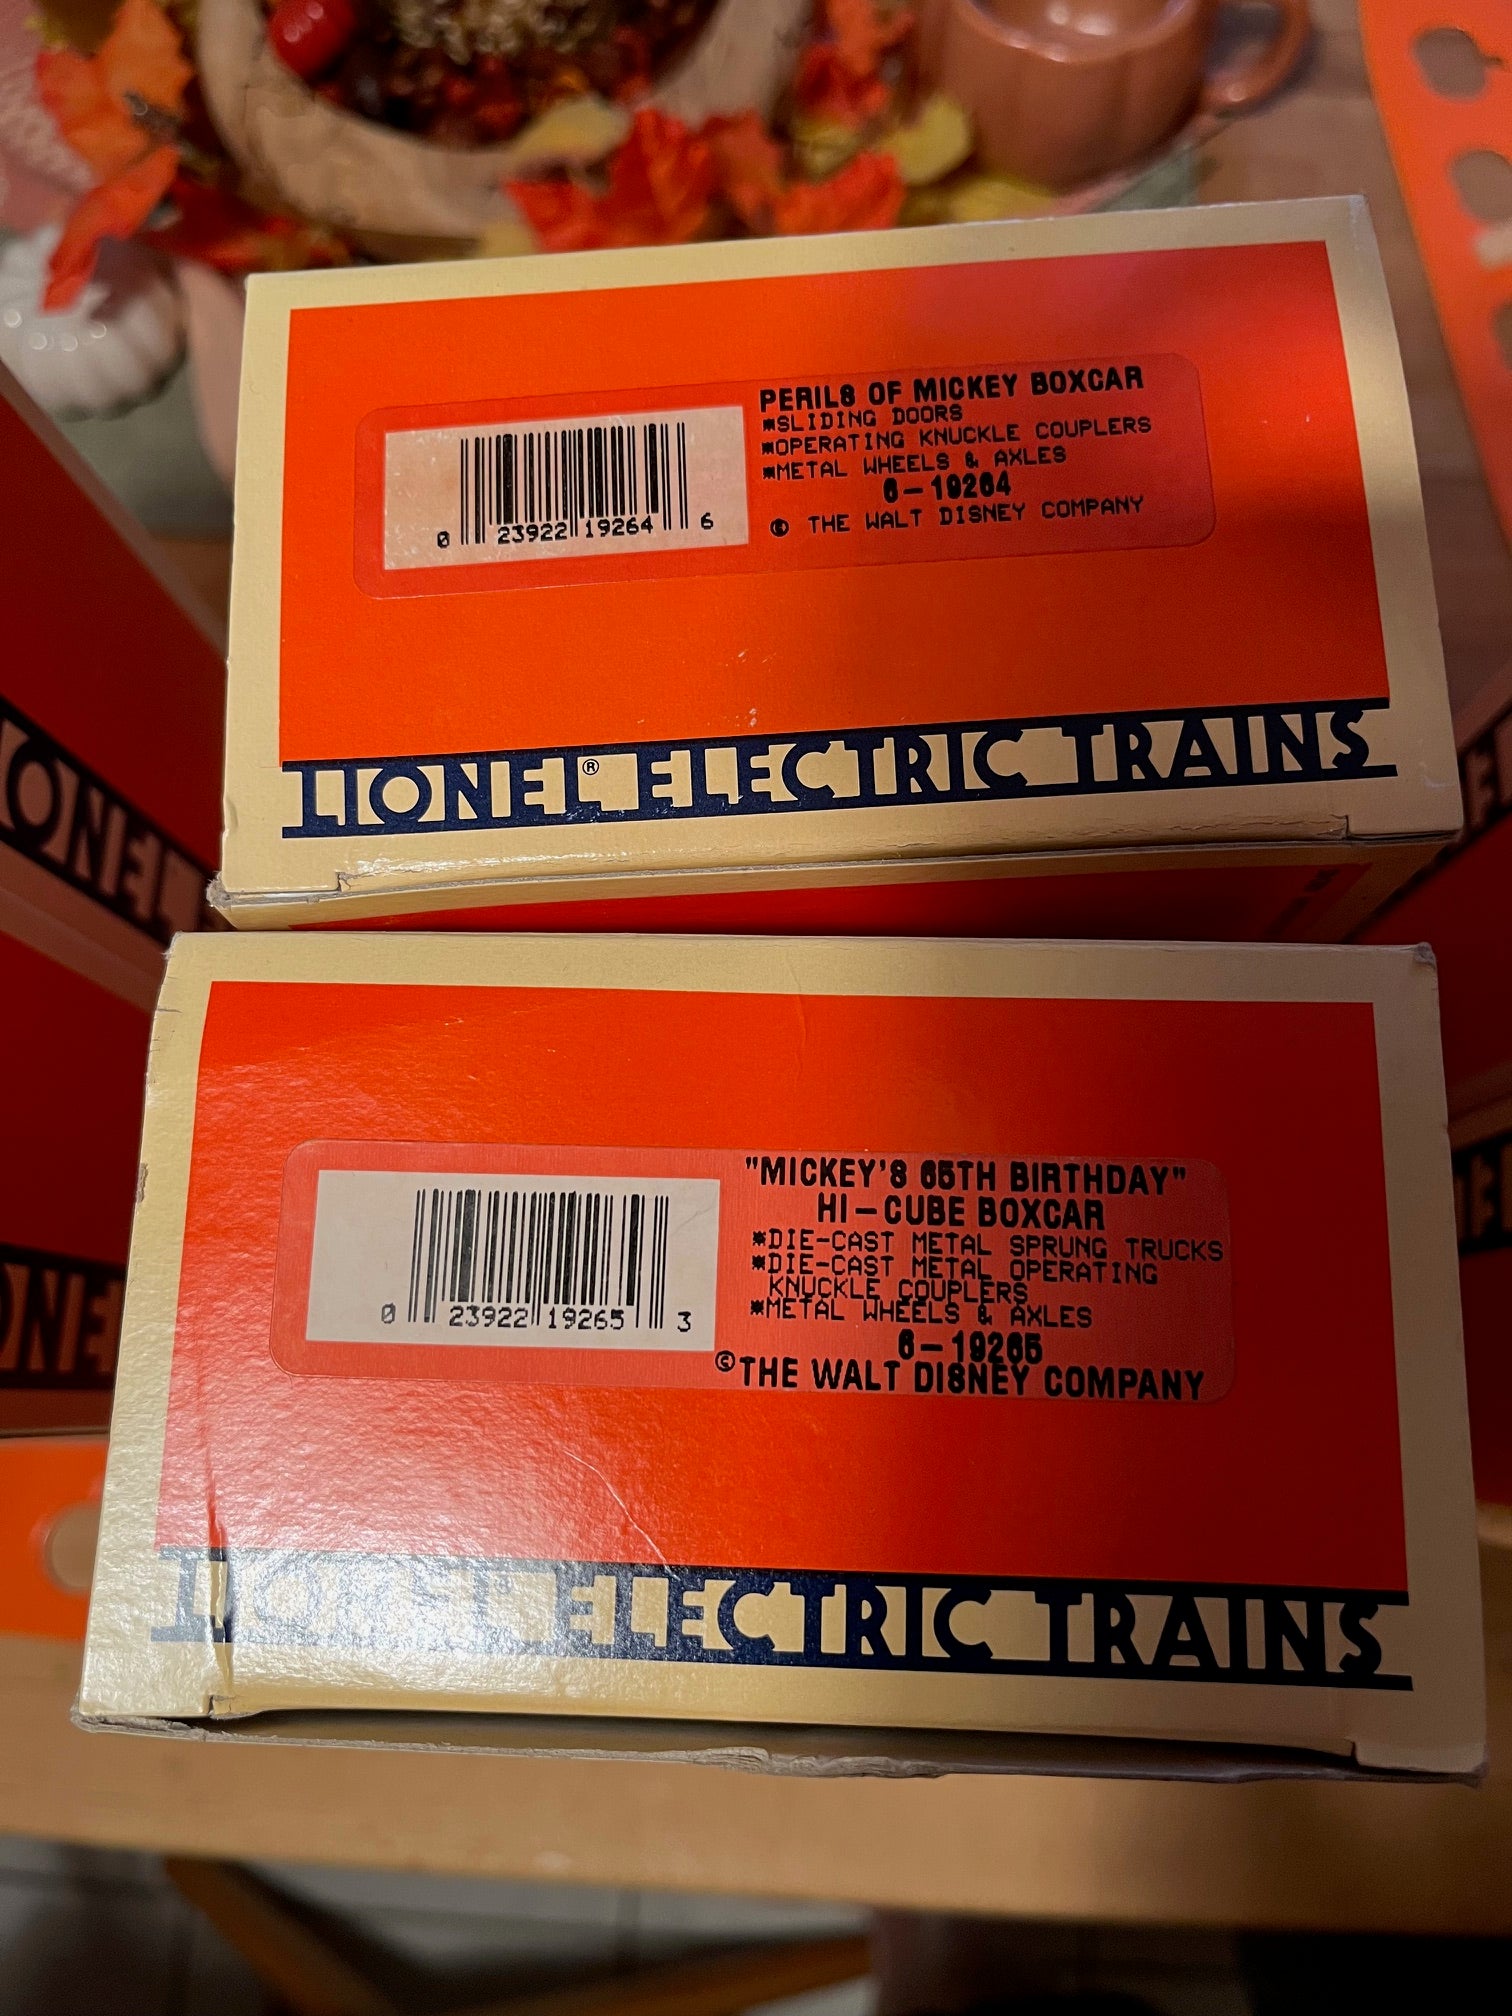 PERILS OF MICKEY BOXCAR
*SLIDING DOORS
*OPERATING KNUCKLE COUPLERS
*METAL WHEELS & AXLES
6-19264
© THE WALT DISNEY COMPANY
0 23922 19264 6
LIONEL® ELECTRIC TRAINS
LIONEL
"MICKEY'S 65TH BIRTHDAY"
HI-CUBE BOXCAR
*DIE-CAST METAL SPRUNG TRUCKS
*DIE-CAST METAL OPERATING
KNUCKLE COUPLERS
*METAL WHEELS & AXLES
6-19265
©THE WALT DISNEY COMPANY
0 23922 19265 3
LIONEL® ELECTRIC TRAINS